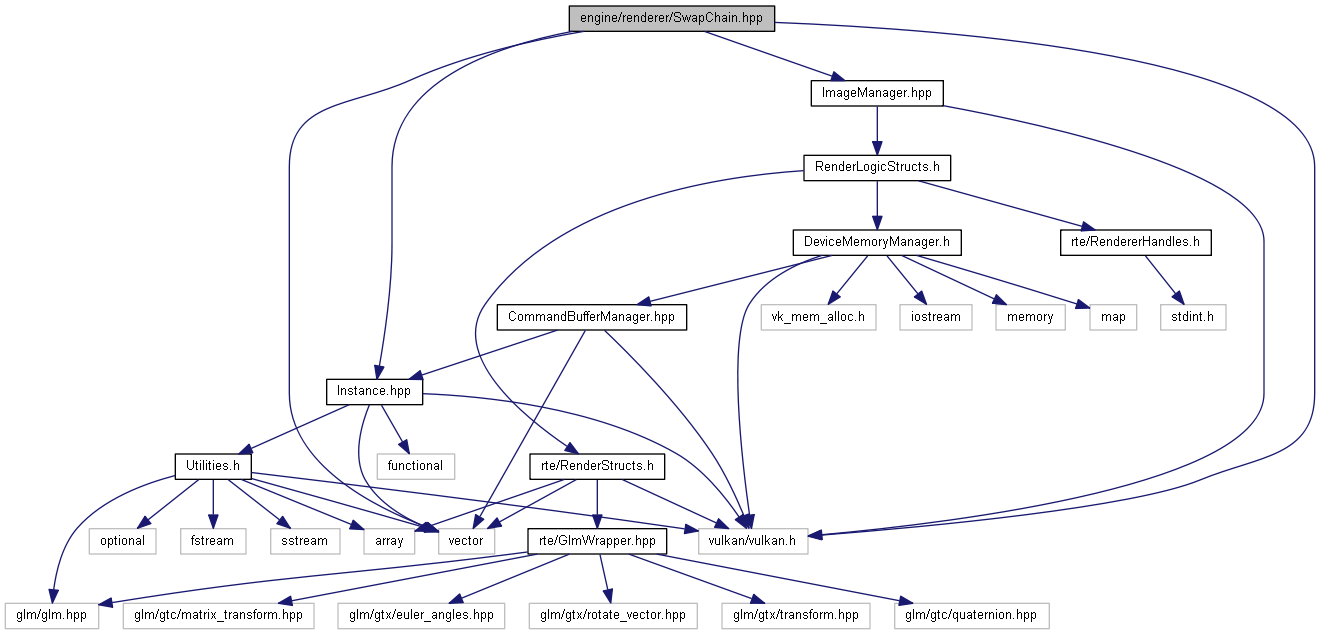 engine/renderer/SwapChain.hpp
ImageManager.hpp
RenderLogicStructs.h
DeviceMemoryManager.h
rte/RendererHandles.h
CommandBufferManager.hpp
vk_mem_alloc.h
iostream
memory
map
stdint.h
Instance.hpp
Utilities.h
functional
rte/RenderStructs.h
optional
fstream
sstream
array
vector
rte/GlmWrapper.hpp
vulkan/vulkan.h
glm/glm.hpp
glm/gtc/matrix_transform.hpp
glm/gtx/euler_angles.hpp
glm/gtx/rotate_vector.hpp
glm/gtx/transform.hpp
glm/gtc/quaternion.hpp